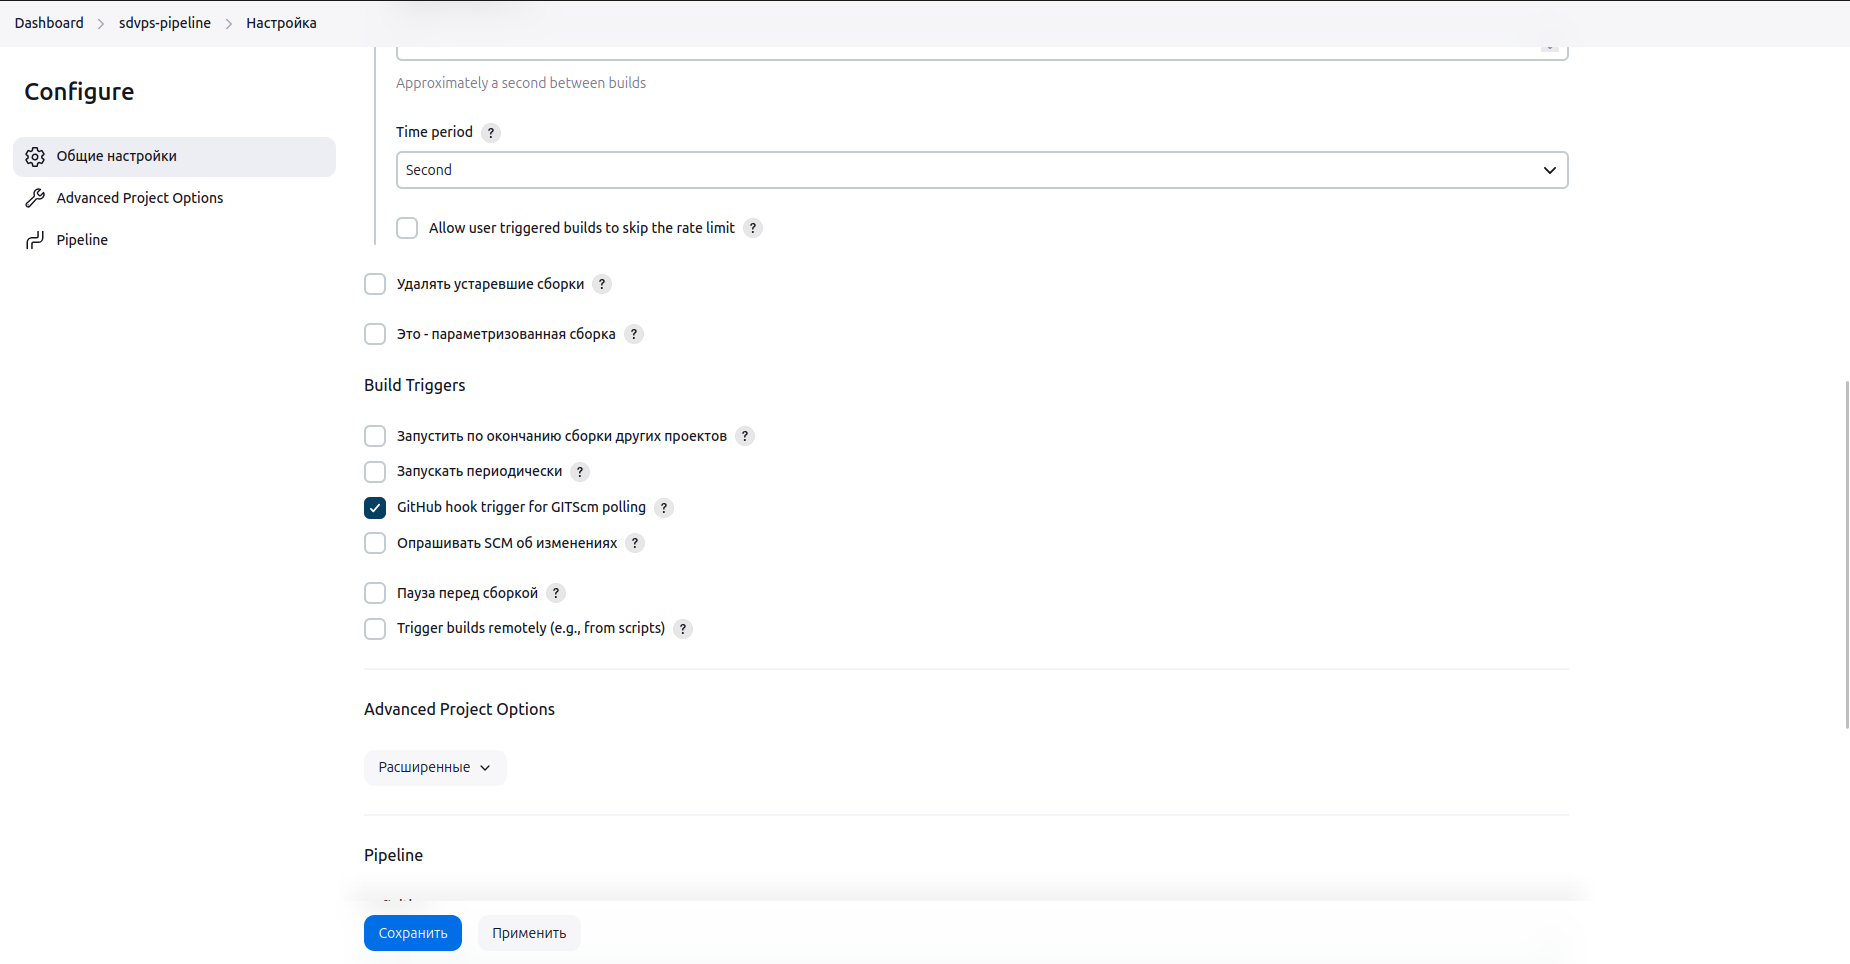 Dashboard > sdvps-pipeline > Настройка
Configure
Общие настройки
Advanced Project Options
Pipeline
Approximately a second between builds
Time period ?
Second
Allow user triggered builds to skip the rate limit ?
Удалять устаревшие сборки ?
Это - параметризованная сборка ?
Build Triggers
Запустить по окончанию сборки других проектов ?
Запускать периодически ?
GitHub hook trigger for GITScm polling ?
Опрашивать SCM об изменениях ?
Пауза перед сборкой ?
Trigger builds remotely (e.g., from scripts) ?
Advanced Project Options
Расширенные
Pipeline
Сохранить Применить